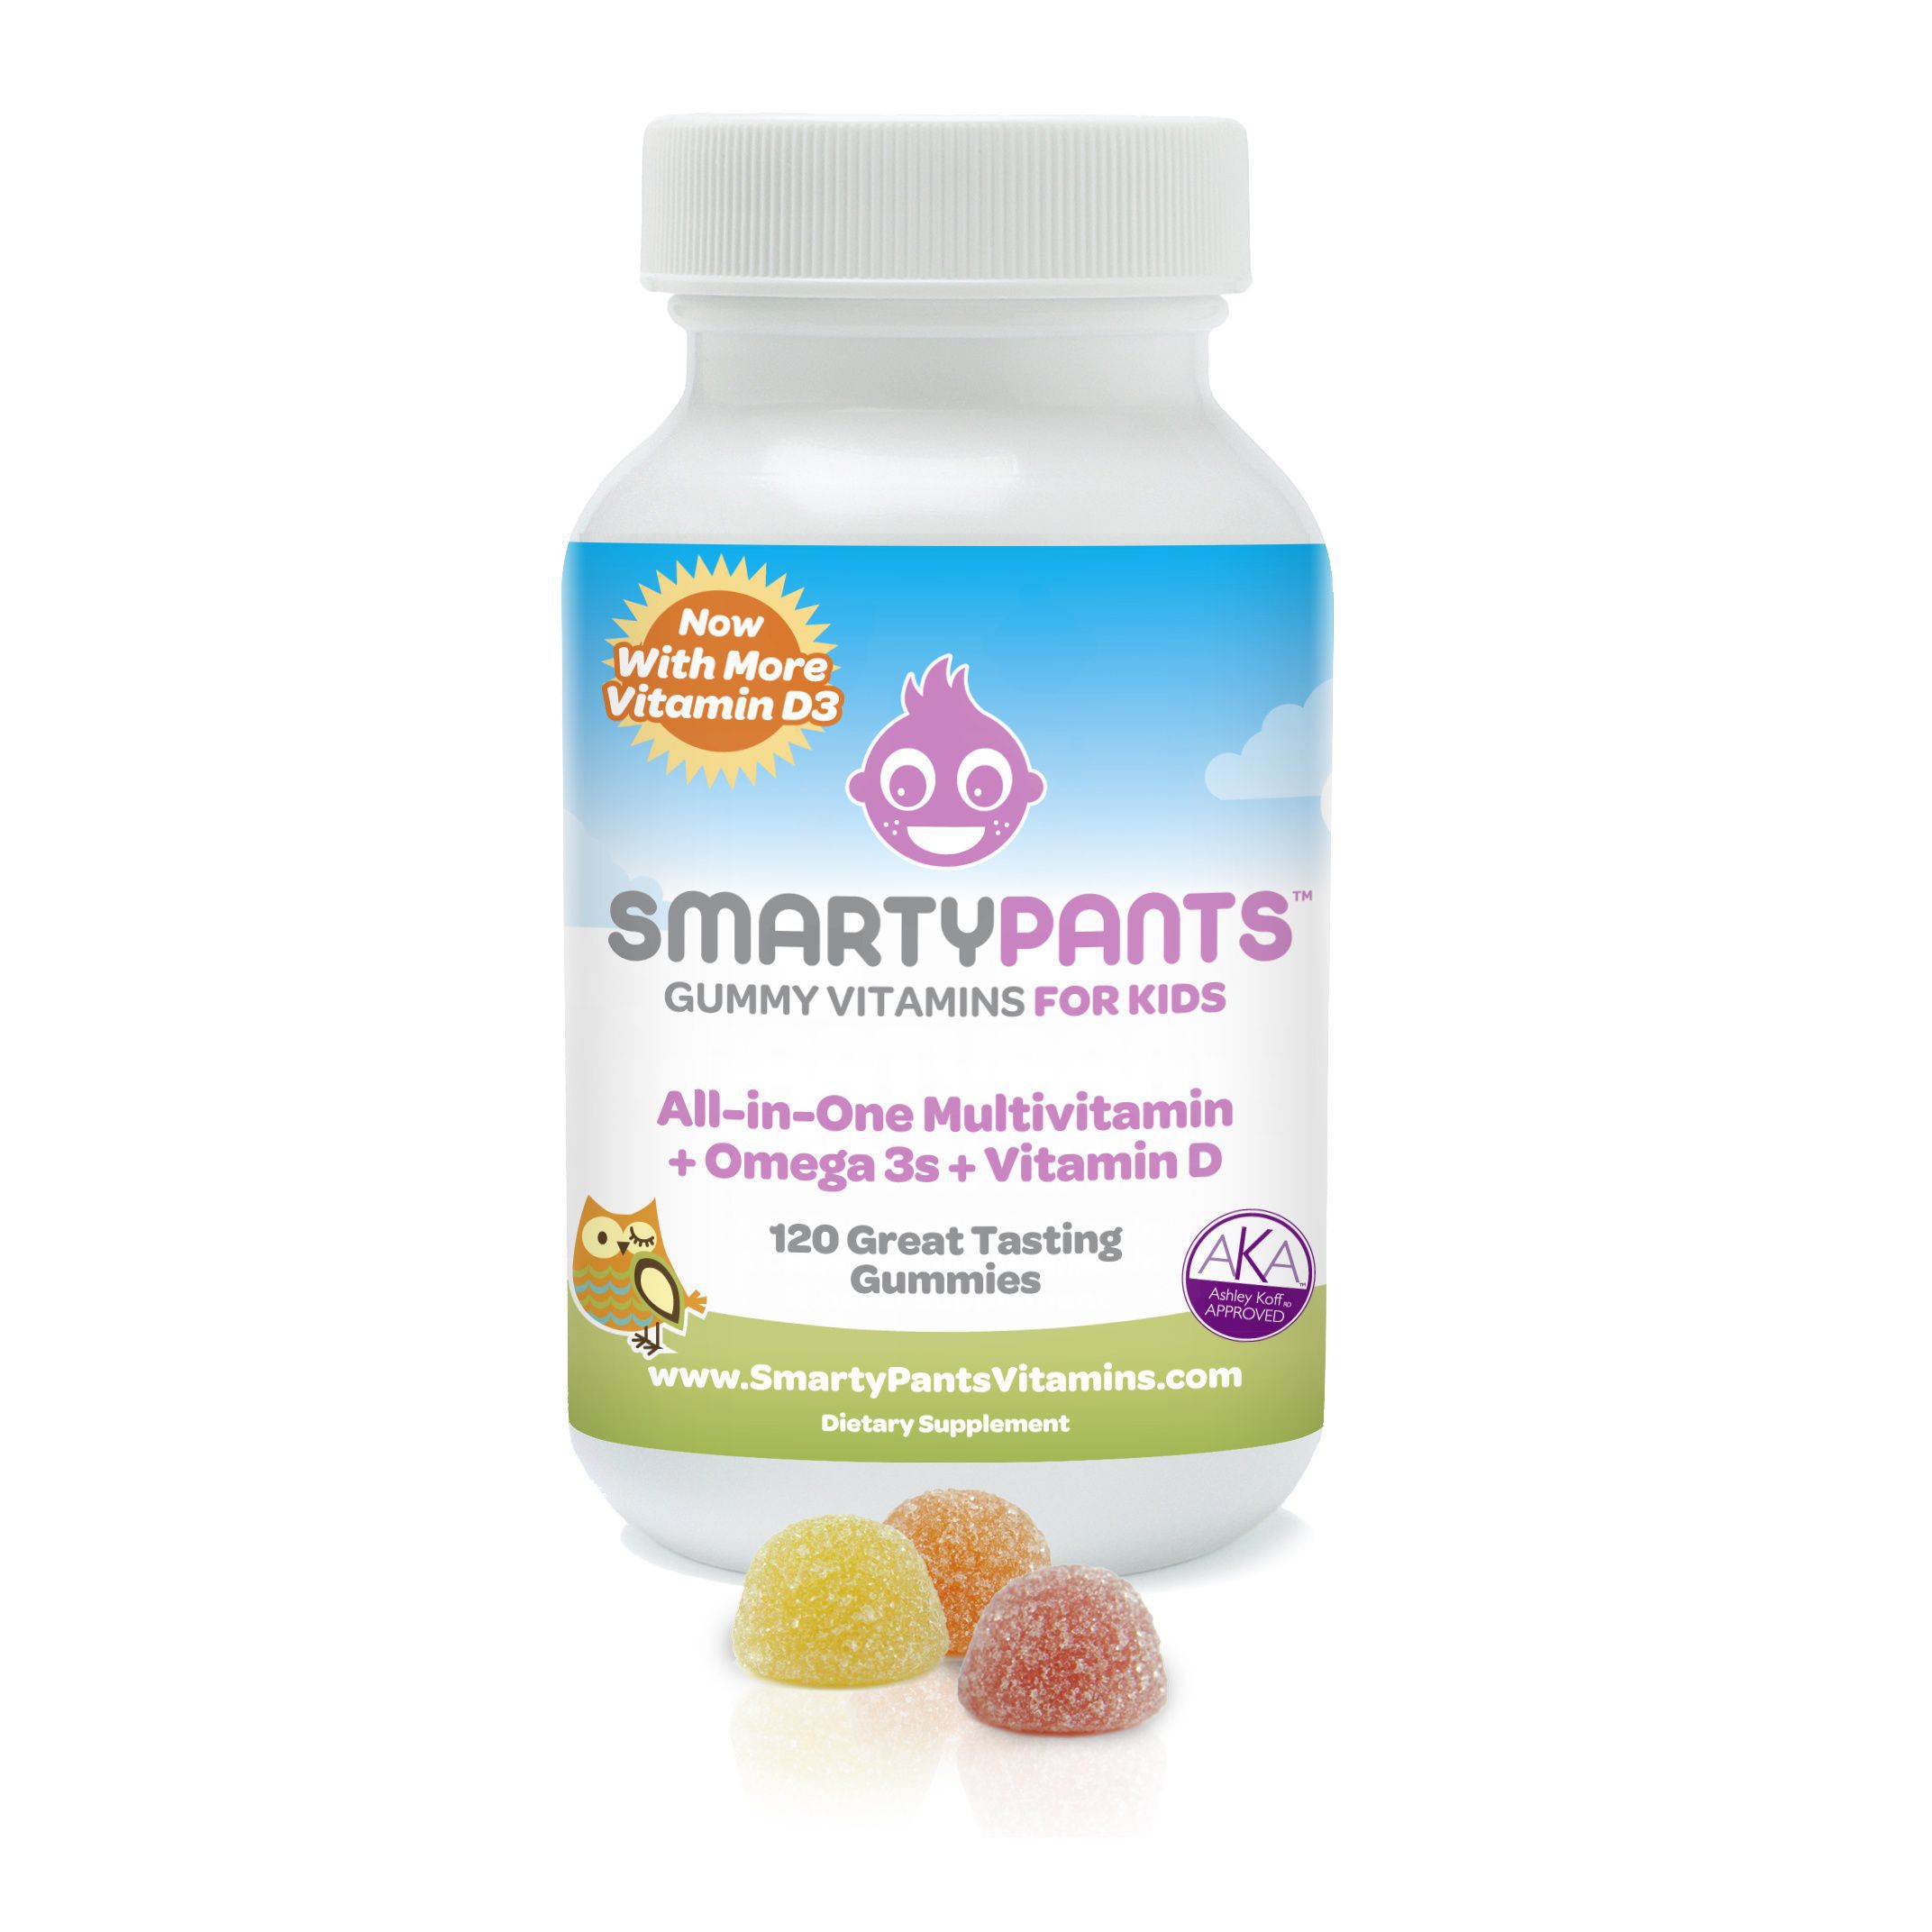 Now
With More
Vitamin D3
SMARTYPANTS™
GUMMY VITAMINS FOR KIDS
All-in-One Multivitamin
+ Omega 3s + Vitamin D
120 Great Tasting
Gummies
AKA™
Ashley Koff RD
APPROVED
www.SmartyPantsVitamins.com
Dietary Supplement